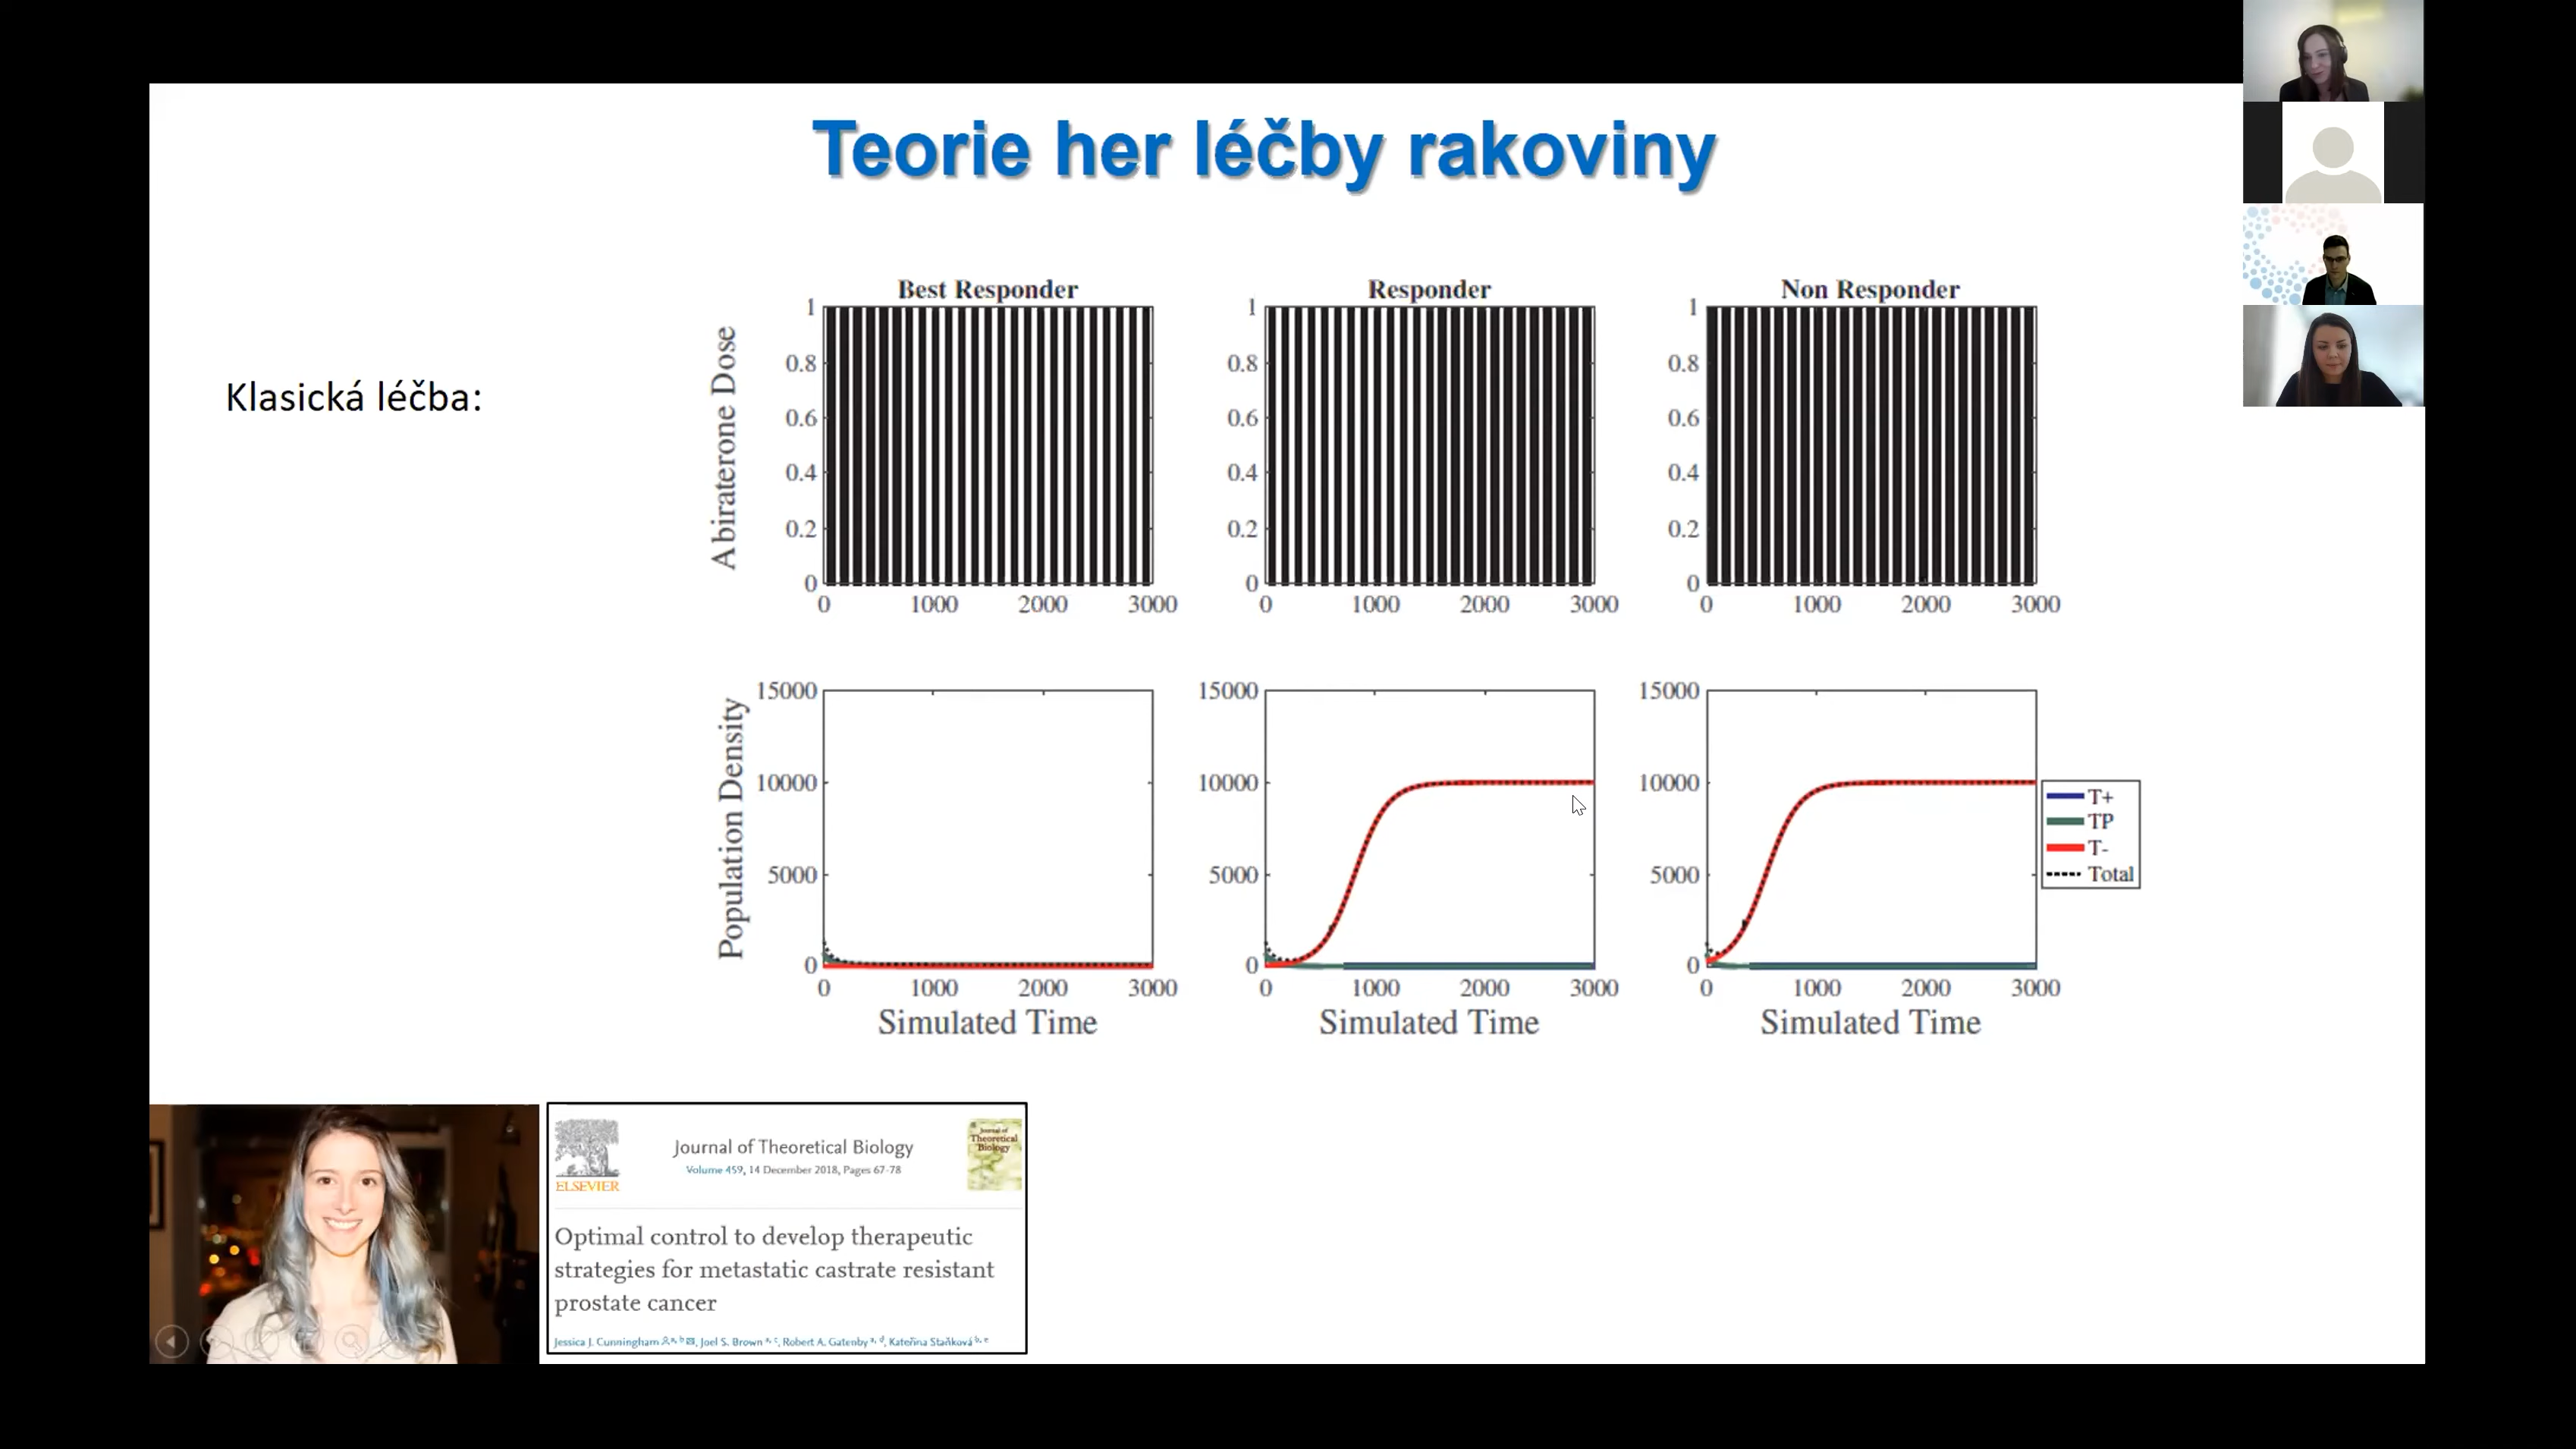 Teorie her léčby rakoviny
Klasická léčba:
Best Responder
Responder
Non Responder
Abiraterone Dose
1
0.8
0.6
0.4
0.2
0
0 1000 2000 3000
1
0.8
0.6
0.4
0.2
0
0 1000 2000 3000
1
0.8
0.6
0.4
0.2
0
0 1000 2000 3000
Population Density
15000
10000
5000
0
0 1000 2000 3000
Simulated Time
15000
10000
5000
0
0 1000 2000 3000
Simulated Time
15000
10000
5000
0
0 1000 2000 3000
Simulated Time
T+
TP
T-
Total
ELSEVIER
Journal of Theoretical Biology
Volume 459, 14 December 2018, Pages 67-78
Journal of
Theoretical
Biology
Optimal control to develop therapeutic
strategies for metastatic castrate resistant
prostate cancer
Jessica J. Cunningham a, b, Joel S. Brown a, c, Robert A. Gatenby a, d, Kateřina Staňková b, e